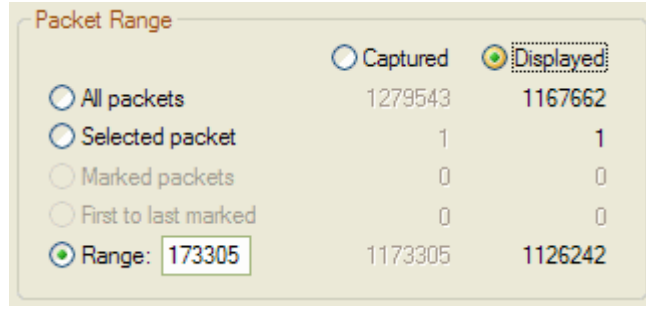 Packet Range
Captured Displayed
All packets 1279543 1167662
Selected packet 1 1
Marked packets 0 0
First to last marked 0 0
Range: 173305 1173305 1126242